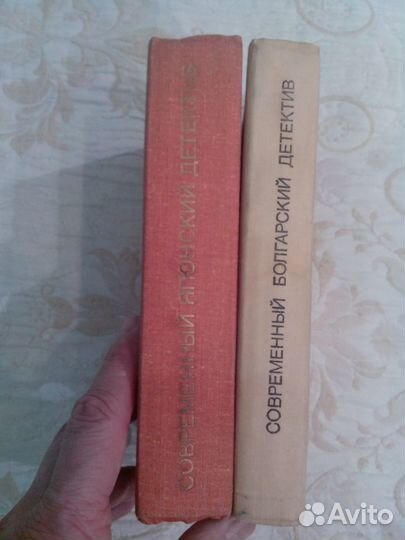 СОВРЕМЕННЫЙ ЯПОНСКИЙ ДЕТЕКТИВ
СОВРЕМЕННЫЙ БОЛГАРСКИЙ ДЕТЕКТИВ
Avito